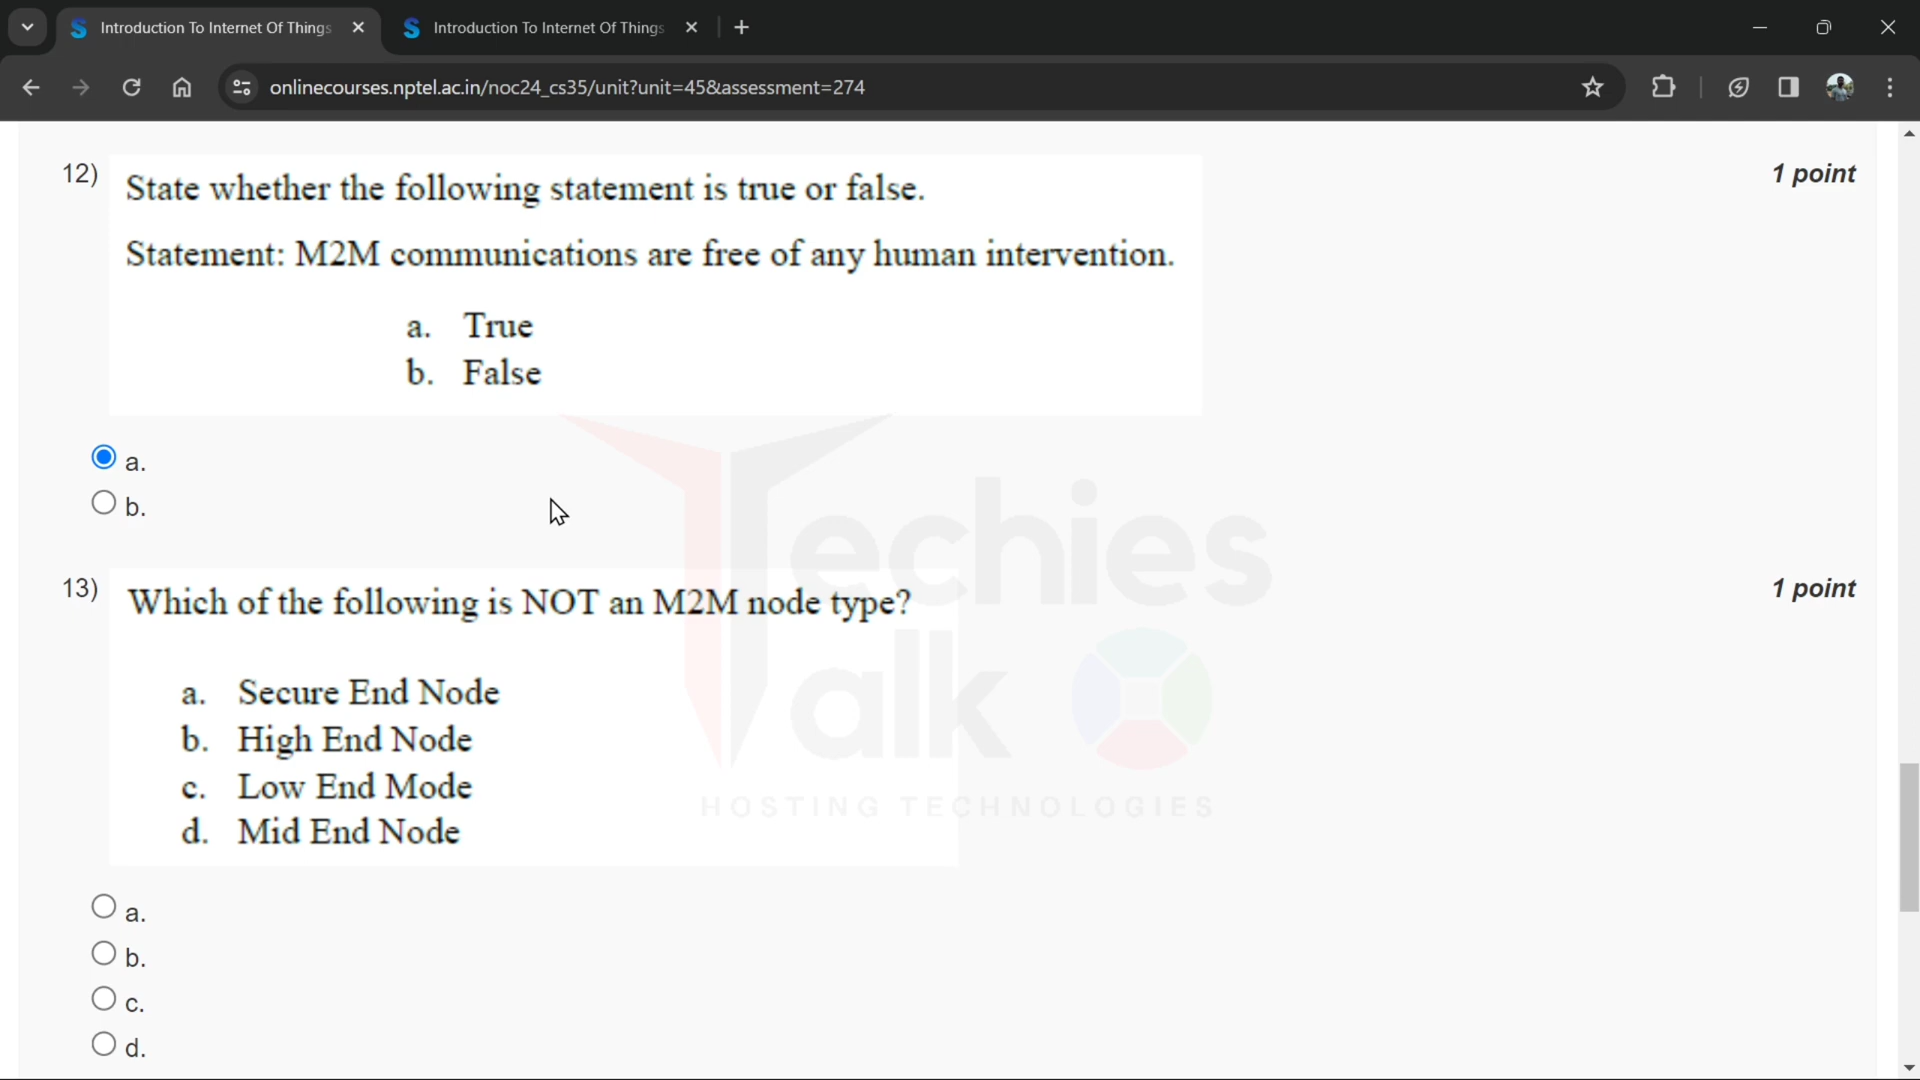 Introduction To Internet Of Things
Introduction To Internet Of Things
onlinecourses.nptel.ac.in/noc24_cs35/unit?unit=45&assessment=274
12)
State whether the following statement is true or false.
1 point
Statement: M2M communications are free of any human intervention.
a. True
b. False
a.
b.
Techies
Talk
HOSTING TECHNOLOGIES
13)
Which of the following is NOT an M2M node type?
1 point
a. Secure End Node
b. High End Node
c. Low End Mode
d. Mid End Node
a.
b.
c.
d.